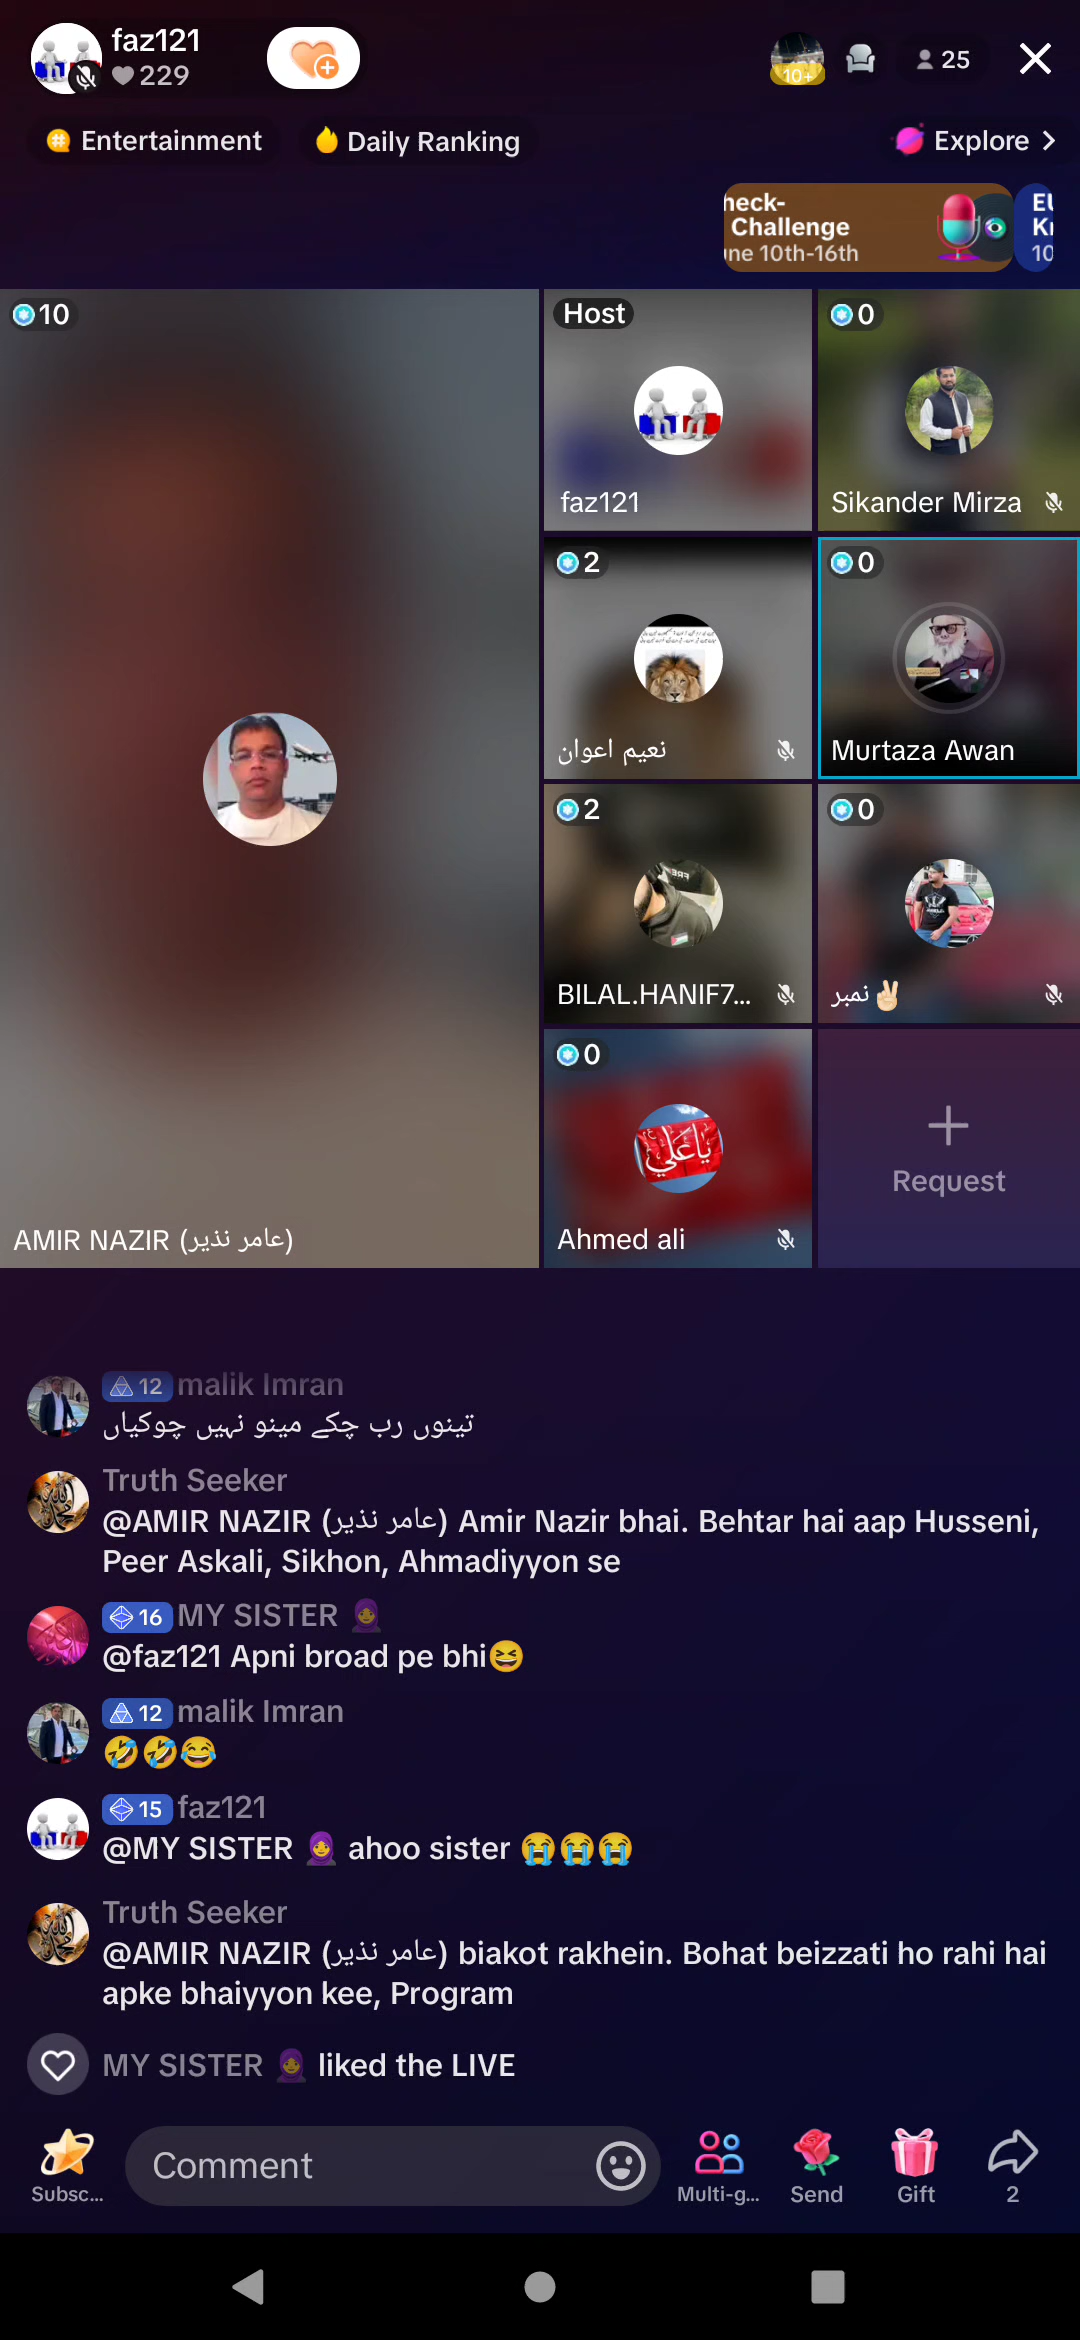 faz121
229
10+
25
Entertainment
Daily Ranking
Explore
heck-
Challenge
une 10th-16th
10
Host
faz121
0
Sikander Mirza
2
نعیم اعوان
0
Murtaza Awan
2
BILAL.HANIF7...
0
نمبر✌🏻
AMIR NAZIR (عامر نذیر)
0
ياعلي
Ahmed ali
Request
12 malik Imran
تینوں رب چکے مینو نہیں چوکیاں
Truth Seeker
@AMIR NAZIR (عامر نذیر) Amir Nazir bhai. Behtar hai aap Husseni,
Peer Askali, Sikhon, Ahmadiyyon se
16 MY SISTER 🧕
@faz121 Apni broad pe bhi😆
12 malik Imran
🤣🤣😂
15 faz121
@MY SISTER 🧕 ahoo sister 😭😭😭
Truth Seeker
@AMIR NAZIR (عامر نذیر) biakot rakhein. Bohat beizzati ho rahi hai
apke bhaiyyon kee, Program
MY SISTER 🧕 liked the LIVE
Comment
Subsc...
Multi-g...
Send
Gift
2